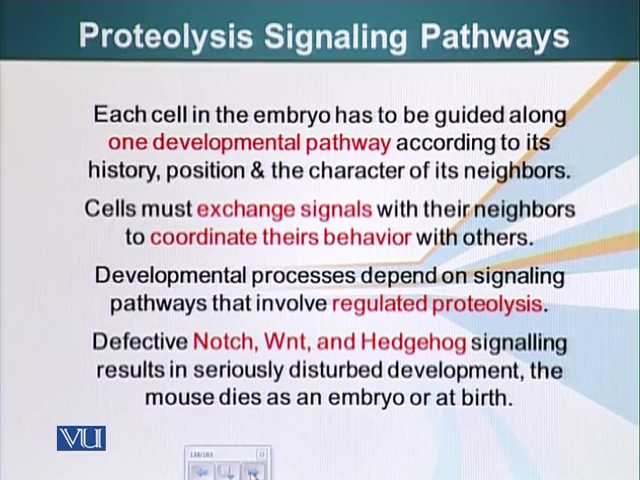 Proteolysis Signaling Pathways
Each cell in the embryo has to be guided along
one developmental pathway according to its
history, position & the character of its neighbors.
Cells must exchange signals with their neighbors
to coordinate theirs behavior with others.
Developmental processes depend on signaling
pathways that involve regulated proteolysis.
Defective Notch, Wnt, and Hedgehog signalling
results in seriously disturbed development, the
mouse dies as an embryo or at birth.
VU